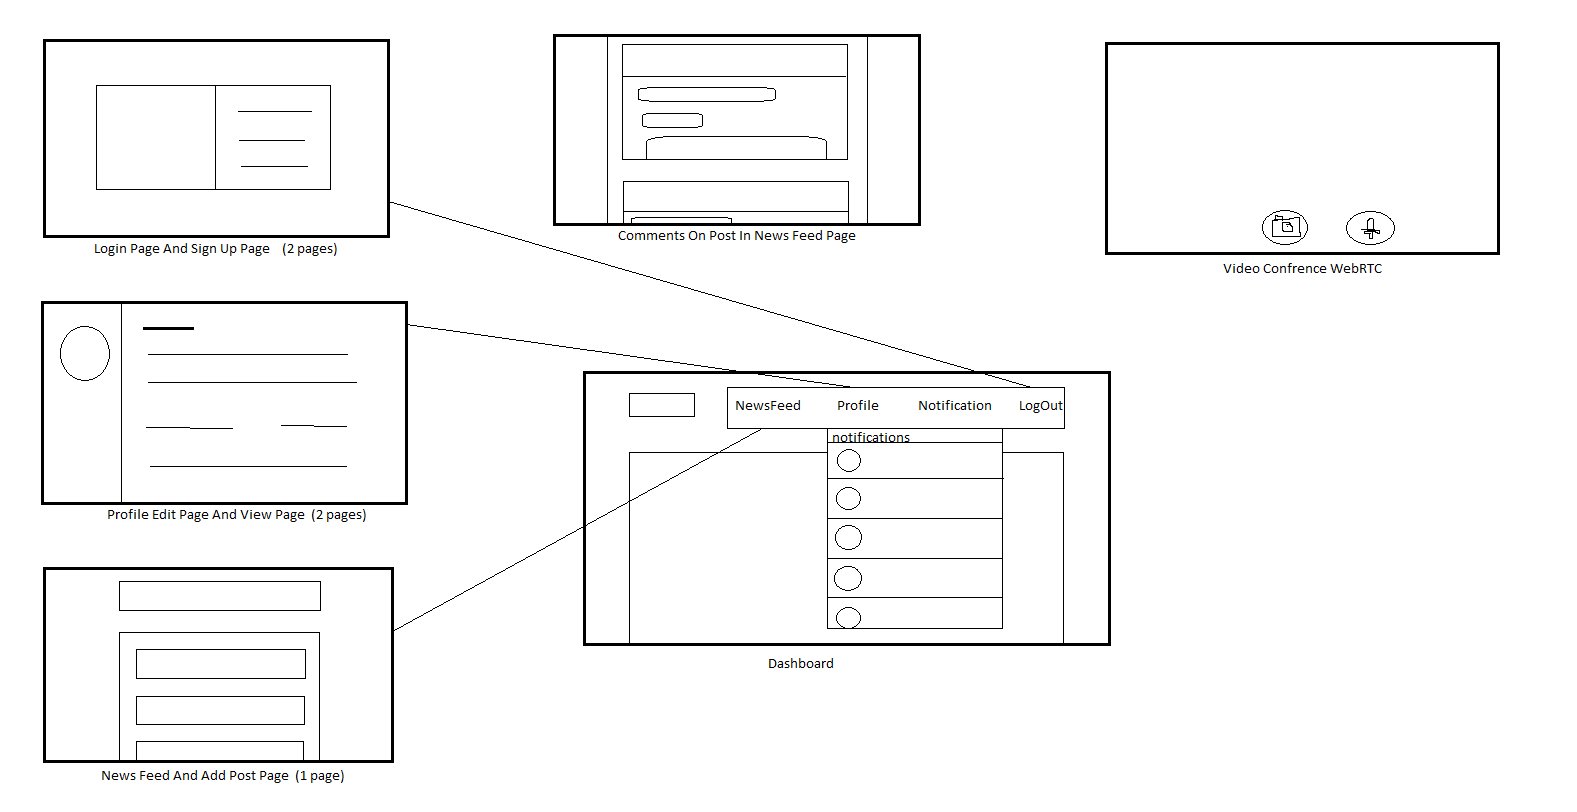 Login Page And Sign Up Page (2 pages)
Comments On Post In News Feed Page
Video Confrence WebRTC
Profile Edit Page And View Page (2 pages)
NewsFeed Profile Notification LogOut
notifications
Dashboard
News Feed And Add Post Page (1 page)